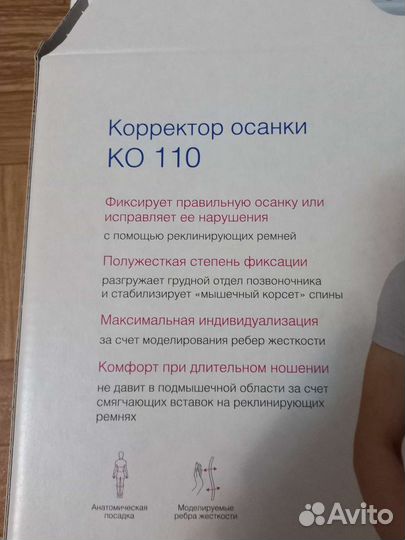 Корректор осанки
КО 110
Фиксирует правильную осанку или
исправляет ее нарушения
с помощью реклинирующих ремней
Полужесткая степень фиксации
разгружает грудной отдел позвоночника
и стабилизирует «мышечный корсет» спины
Максимальная индивидуализация
за счет моделирования ребер жесткости
Комфорт при длительном ношении
не давит в подмышечной области за счет
смягчающих вставок на реклинирующих
ремнях
Анатомическая
посадка
Моделируемые
ребра жесткости
Avito